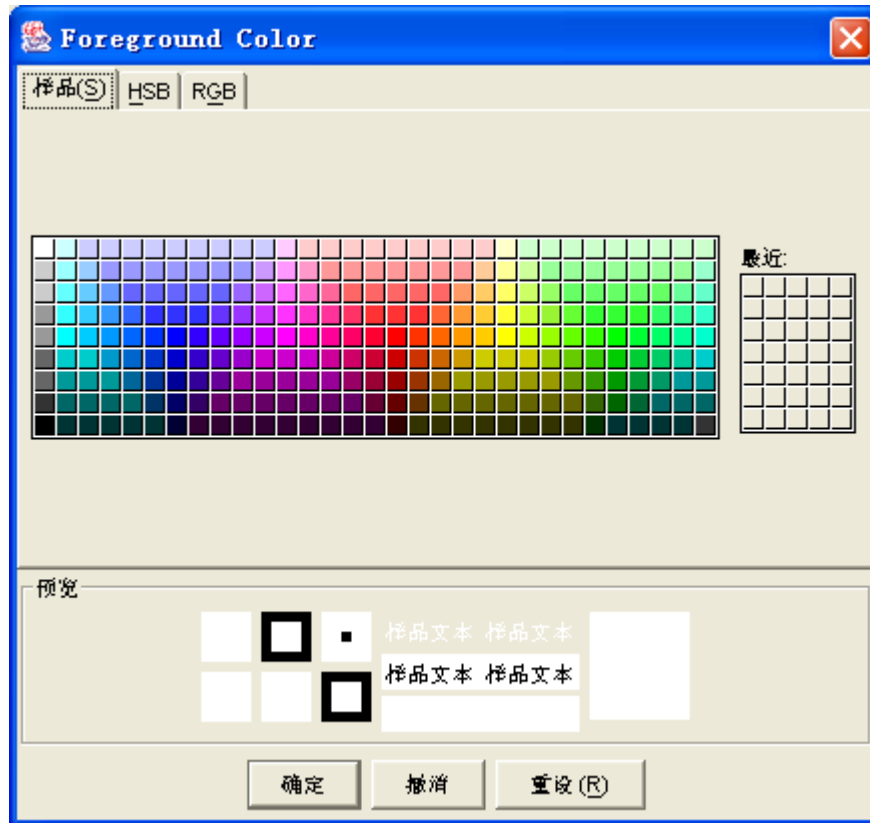 Foreground Color
样品(S) HSB RGB
最近:
预览
样品文本 样品文本
样品文本 样品文本
确定 撤消 重设(R)